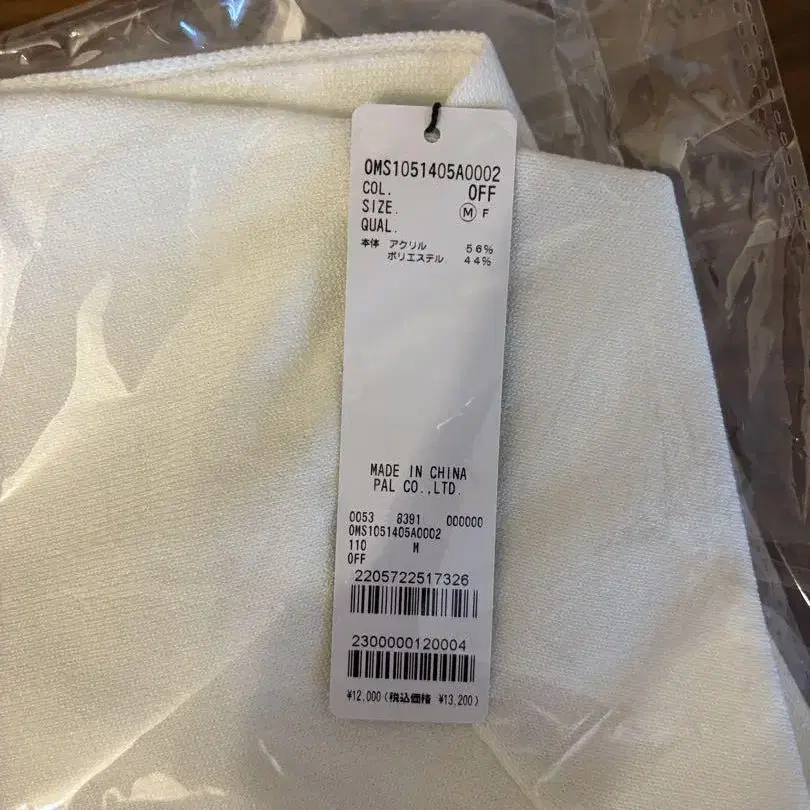 OMS1051405A0002
COL. OFF
SIZE. Ⓜ F
QUAL.
本体 アクリル 56%
ポリエステル 44%
MADE IN CHINA
PAL CO.,LTD.
0053 8391 000000
OMS1051405A0002
110 M
OFF
2205722517326
2300000120004
¥12,000(税込価格 ¥13,200)